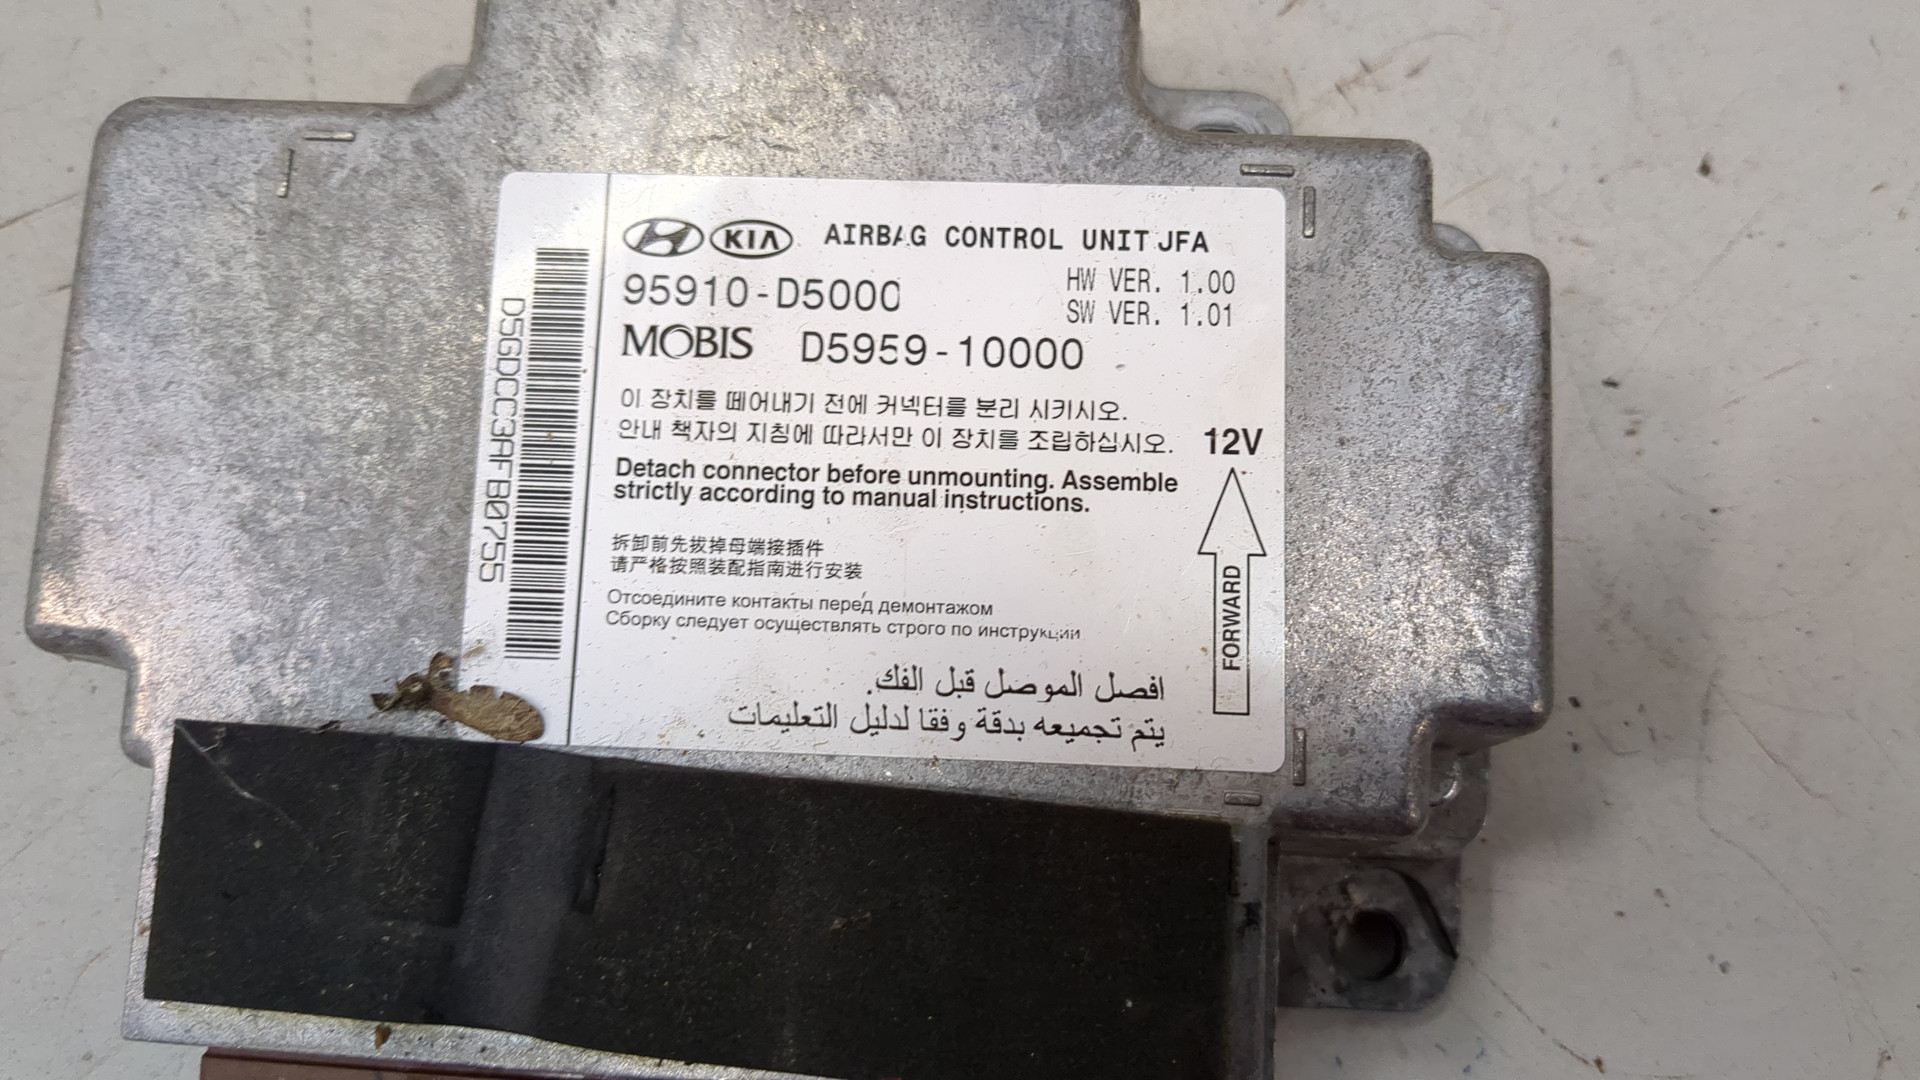 KIA AIRBAG CONTROL UNIT JFA
HW VER. 1.00
95910-D5000
SW VER. 1.01
MOBIS D5959-10000
이 장치를 떼어내기 전에 커넥터를 분리 시키시오.
안내 책자의 지침에 따라서만 이 장치를 조립하십시오.
12V
Detach connector before unmounting. Assemble
strictly according to manual instructions.
拆卸前先拔掉母端接插件
请严格按照装配指南进行安装
Отсоедините контакты перед демонтажом
Сборку следует осуществлять строго по инструкции
افصل الموصل قبل الفك.
يتم تجميعه بدقة وفقا لدليل التعليمات
FORWARD
D5GDCC3AFB0755